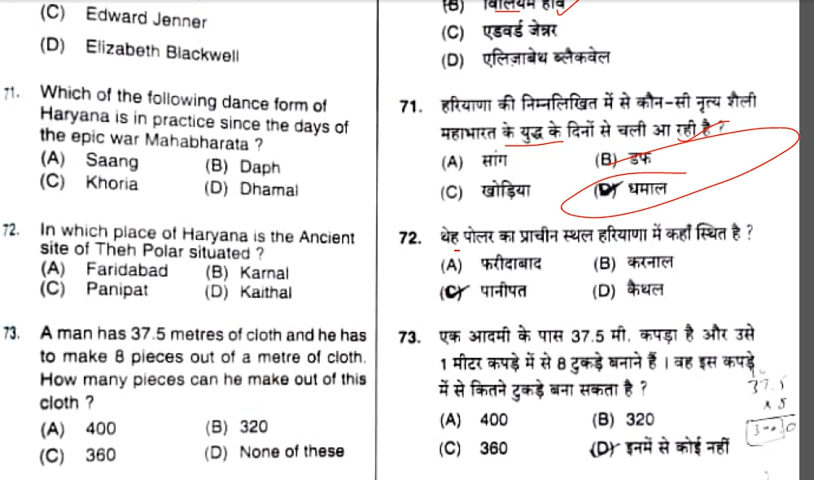 (C) Edward Jenner
(D) Elizabeth Blackwell
71. Which of the following dance form of
Haryana is in practice since the days of
the epic war Mahabharata ?
(A) Saang (B) Daph
(C) Khoria (D) Dhamal
72. In which place of Haryana is the Ancient
site of Theh Polar situated ?
(A) Faridabad (B) Karnal
(C) Panipat (D) Kaithal
73. A man has 37.5 metres of cloth and he has
to make 8 pieces out of a metre of cloth.
How many pieces can he make out of this
cloth ?
(A) 400 (B) 320
(C) 360 (D) None of these
(B) विलियम हार्वे
(C) एडवर्ड जेन्नर
(D) एलिज़ाबेथ ब्लैकवेल
71. हरियाणा की निम्नलिखित में से कौन-सी नृत्य शैली
महाभारत के युद्ध के दिनों से चली आ रही है ?
(A) सांग (B) डफ
(C) खोड़िया (D) धमाल
72. थेह पोलर का प्राचीन स्थल हरियाणा में कहाँ स्थित है ?
(A) फरीदाबाद (B) करनाल
(C) पानीपत (D) कैथल
73. एक आदमी के पास 37.5 मी. कपड़ा है और उसे
1 मीटर कपड़े में से 8 टुकड़े बनाने हैं । वह इस कपड़े
में से कितने टुकड़े बना सकता है ?
(A) 400 (B) 320
(C) 360 (D) इनमें से कोई नहीं
37.5
x 8